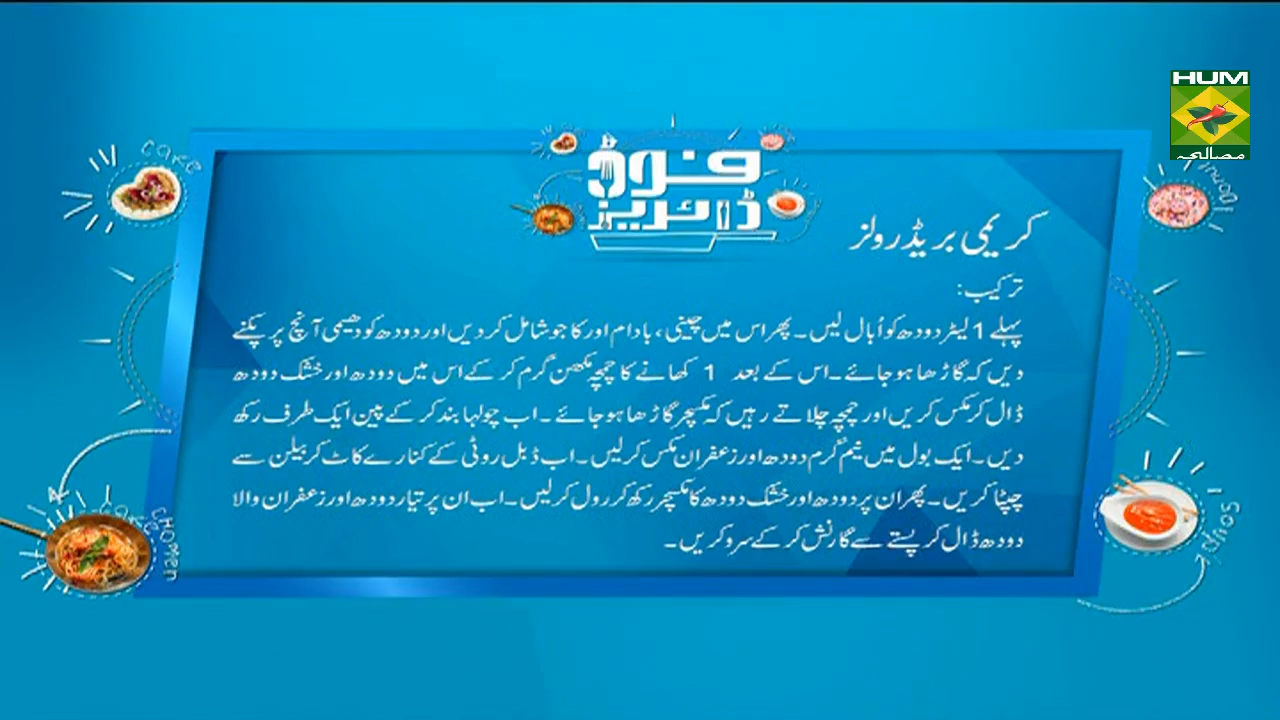 HUM
مصالحہ
فوڈ
ڈائریز
کریمی بریڈ رولز
ترکیب:
پہلے 1 لیٹر دودھ کو اُبال لیں۔ پھر اس میں چینی، بادام اور کاجو شامل کر دیں اور دودھ کو دھیمی آنچ پر پکنے
دیں کہ گاڑھا ہو جائے۔ اس کے بعد 1 کھانے کا چمچہ مکھن گرم کر کے اس میں دودھ اور خشک دودھ
ڈال کر مکس کریں اور چمچہ چلاتے رہیں کہ مکسچر گاڑھا ہو جائے۔ اب چولہا بند کر کے پین ایک طرف رکھ
دیں۔ ایک بول میں نیم گرم دودھ اور زعفران مکس کر لیں۔ اب ڈبل روٹی کے کنارے کاٹ کر بیلن سے
چپٹا کریں۔ پھر ان پر دودھ اور خشک دودھ کا مکسچر رکھ کر رول کر لیں۔ اب ان پر تیار دودھ اور زعفران والا
دودھ ڈال کر پستے سے گارنش کر کے سرو کریں۔
cake
Soup
CHOMEN